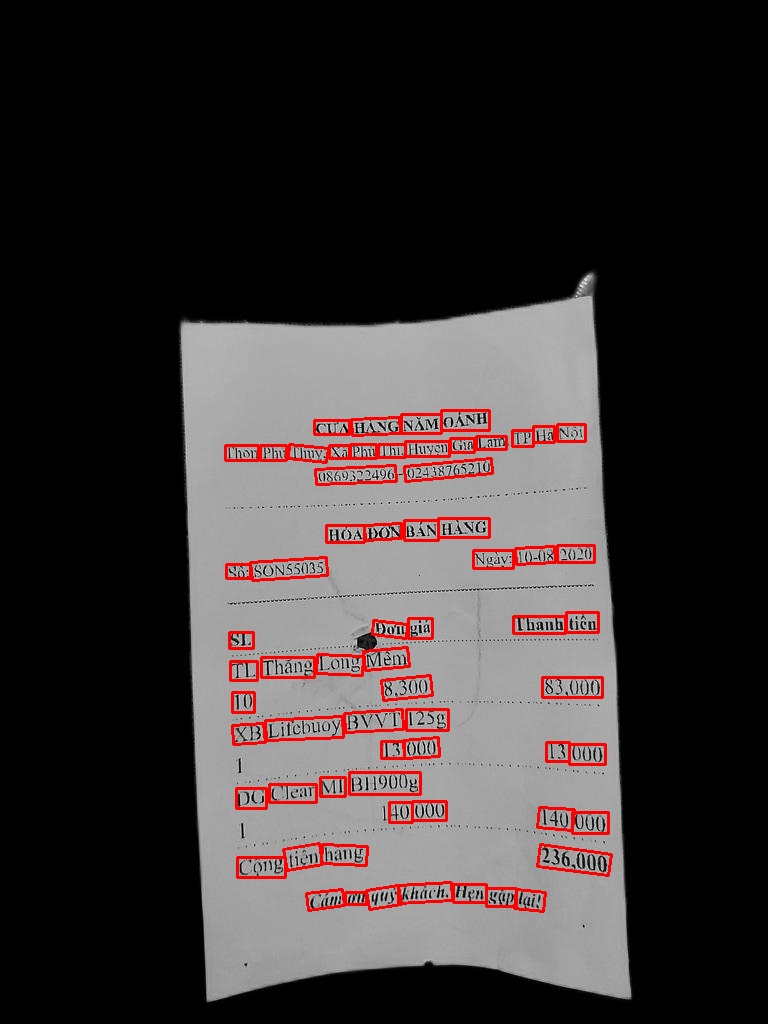 CỬA HÀNG NĂM OÁNH
Thôn Phú Thụy, Xã Phú Thị, Huyện Gia Lâm, TP Hà Nội
0869322496 - 02438765210
HÓA ĐƠN BÁN HÀNG
Số: SON55035 Ngày: 10-08 2020
SL Đơn giá Thành tiền
TL Thăng Long Mềm
10 8,300 83,000
XB Lifebuoy BVVT 125g
1 13,000 13,000
DG Clear MI BH900g
1 140,000 140,000
Cộng tiền hàng 236,000
Cảm ơn quý khách. Hẹn gặp lại!